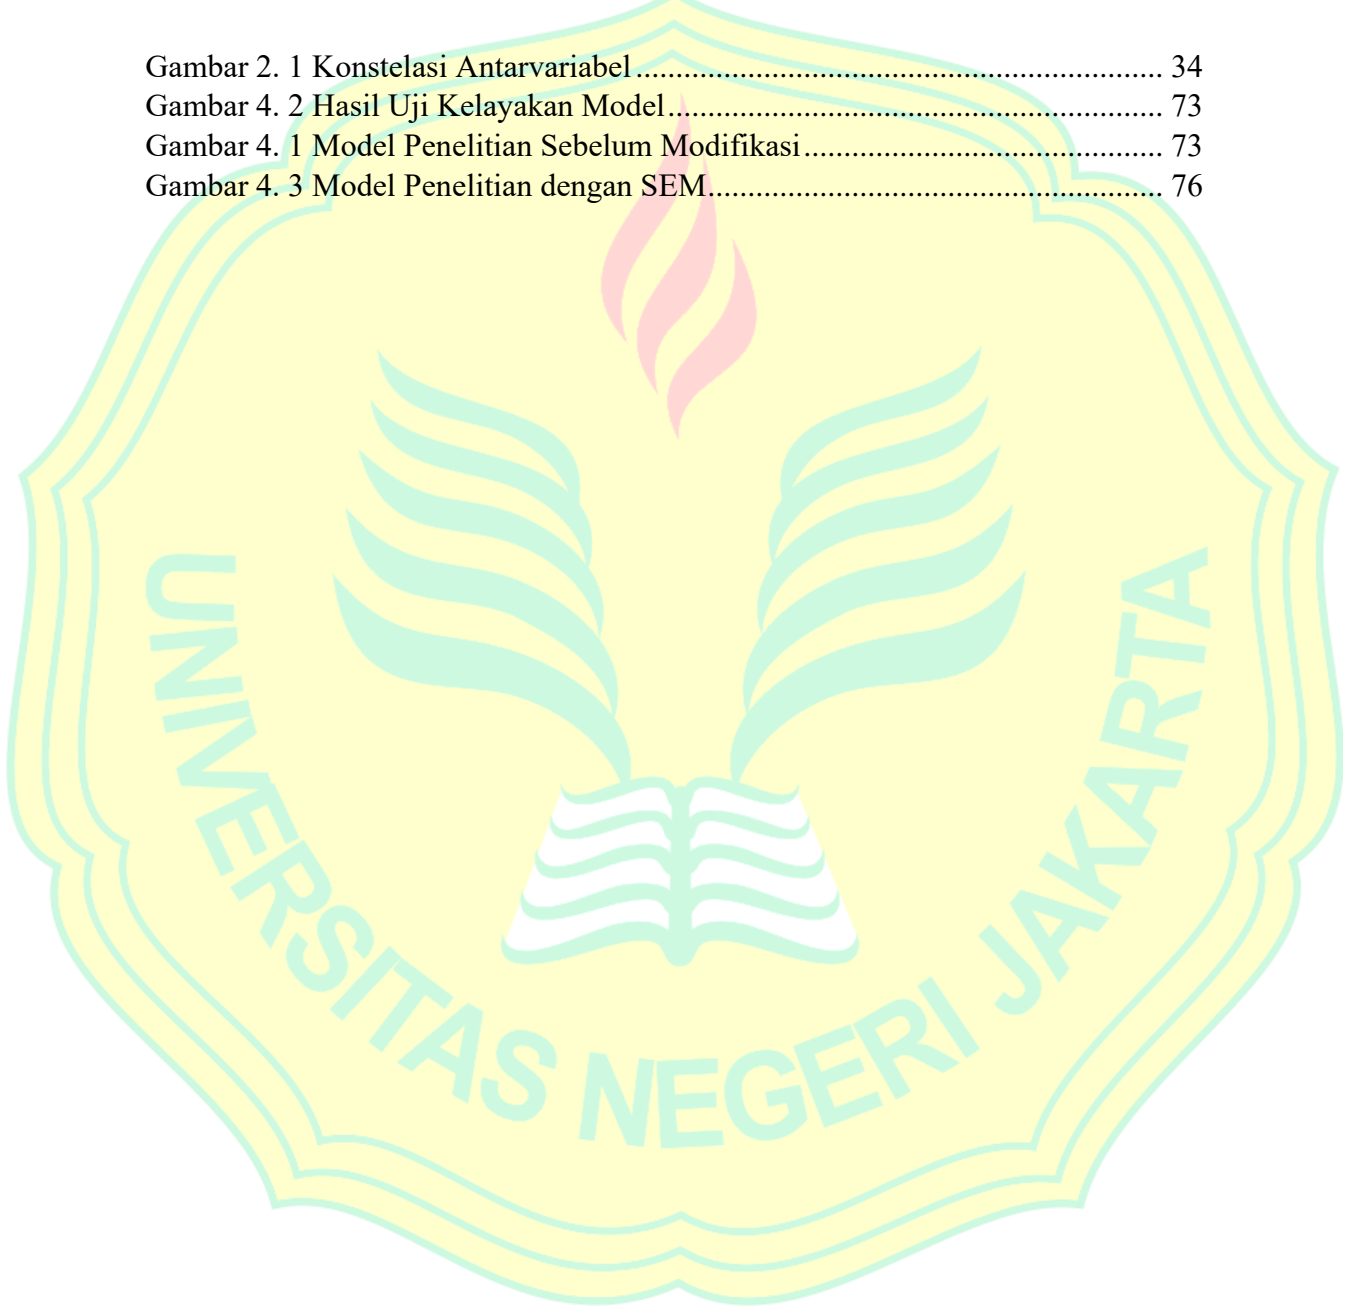 Gambar 2. 1 Konstelasi Antarvariabel.................................................................. 34
Gambar 4. 2 Hasil Uji Kelayakan Model.............................................................. 73
Gambar 4. 1 Model Penelitian Sebelum Modifikasi............................................. 73
Gambar 4. 3 Model Penelitian dengan SEM......................................................... 76
UNIVERSITAS NEGERI JAKARTA